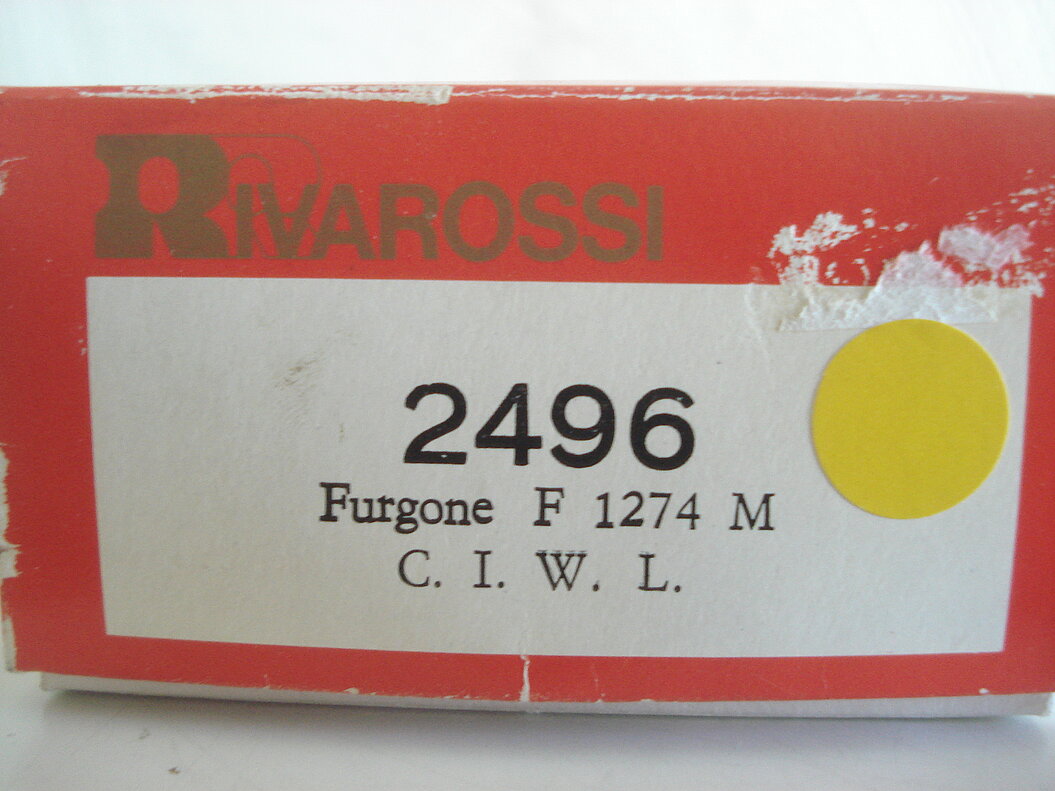 RIVAROSSI
2496
Furgone F 1274 M
C. I. W. L.